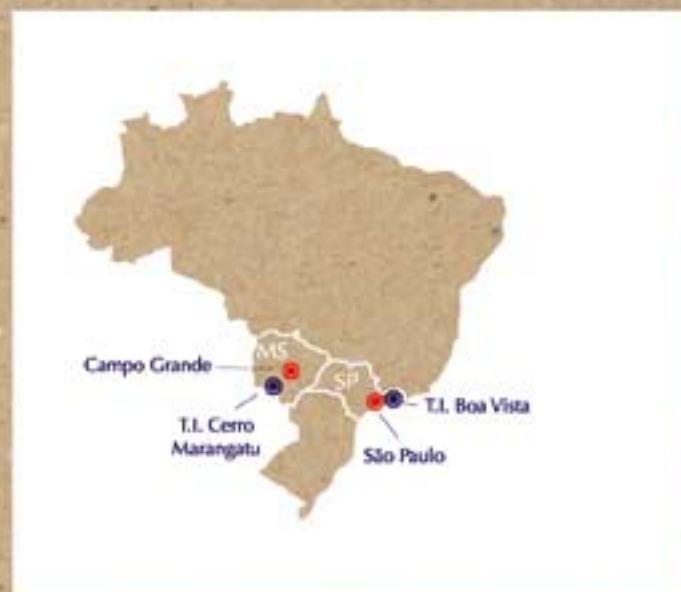 MS
Campo Grande
SP
T.I. Cerro
Marangatu
T.I. Boa Vista
São Paulo